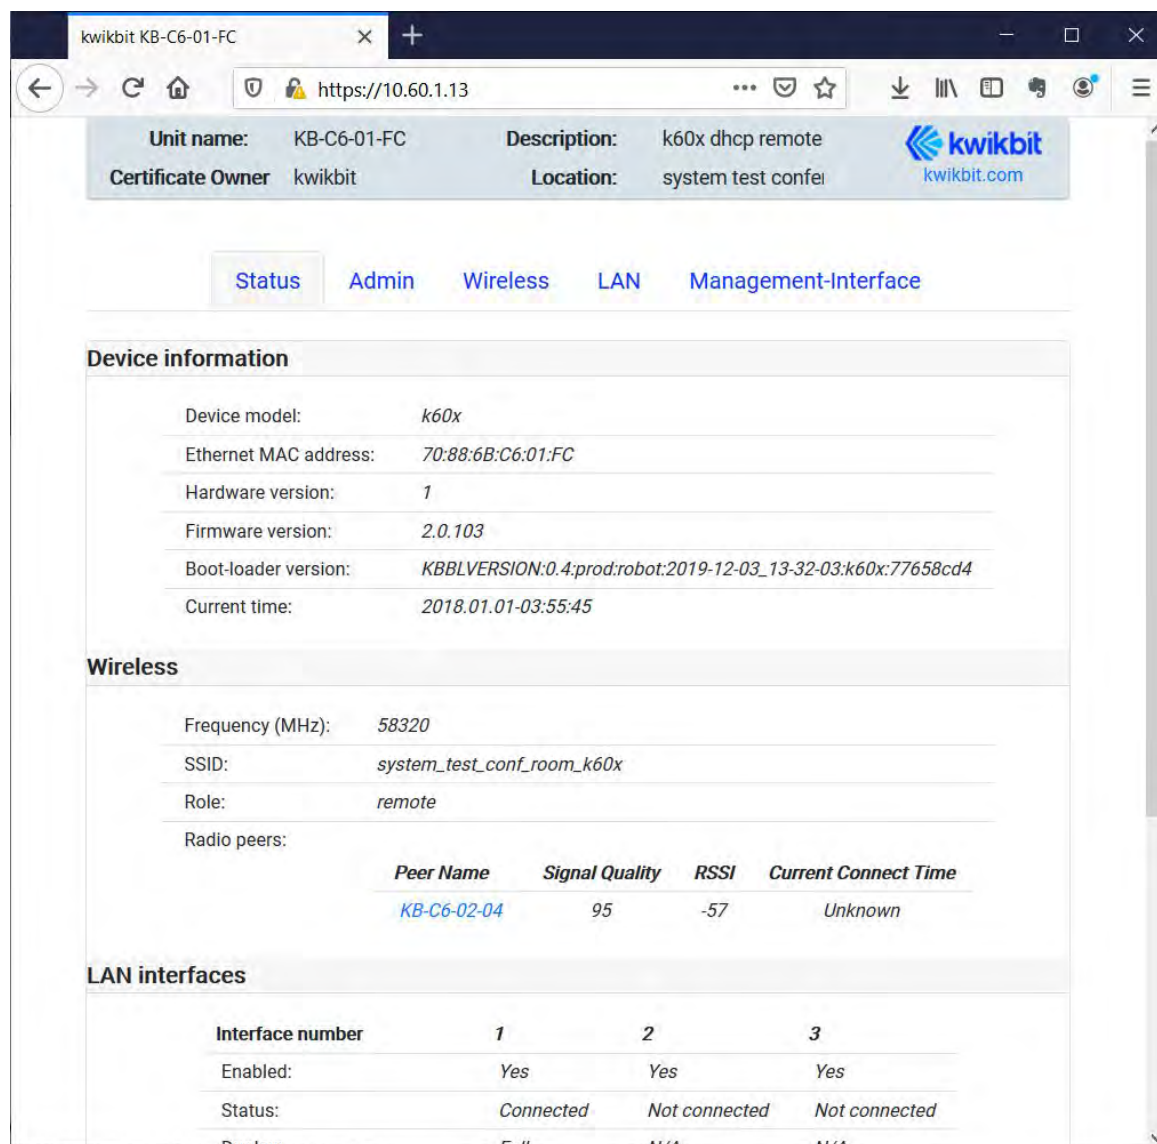 kwikbit KB-C6-01-FC
https://10.60.1.13
Unit name: KB-C6-01-FC Description: k60x dhcp remote kwikbit
Certificate Owner kwikbit Location: system test confer kwikbit.com
Status Admin Wireless LAN Management-Interface
Device information
Device model: k60x
Ethernet MAC address: 70:88:6B:C6:01:FC
Hardware version: 1
Firmware version: 2.0.103
Boot-loader version: KBBLVERSION:0.4:prod:robot:2019-12-03_13-32-03:k60x:77658cd4
Current time: 2018.01.01-03:55:45
Wireless
Frequency (MHz): 58320
SSID: system_test_conf_room_k60x
Role: remote
Radio peers:
Peer Name Signal Quality RSSI Current Connect Time
KB-C6-02-04 95 -57 Unknown
LAN interfaces
Interface number 1 2 3
Enabled: Yes Yes Yes
Status: Connected Not connected Not connected